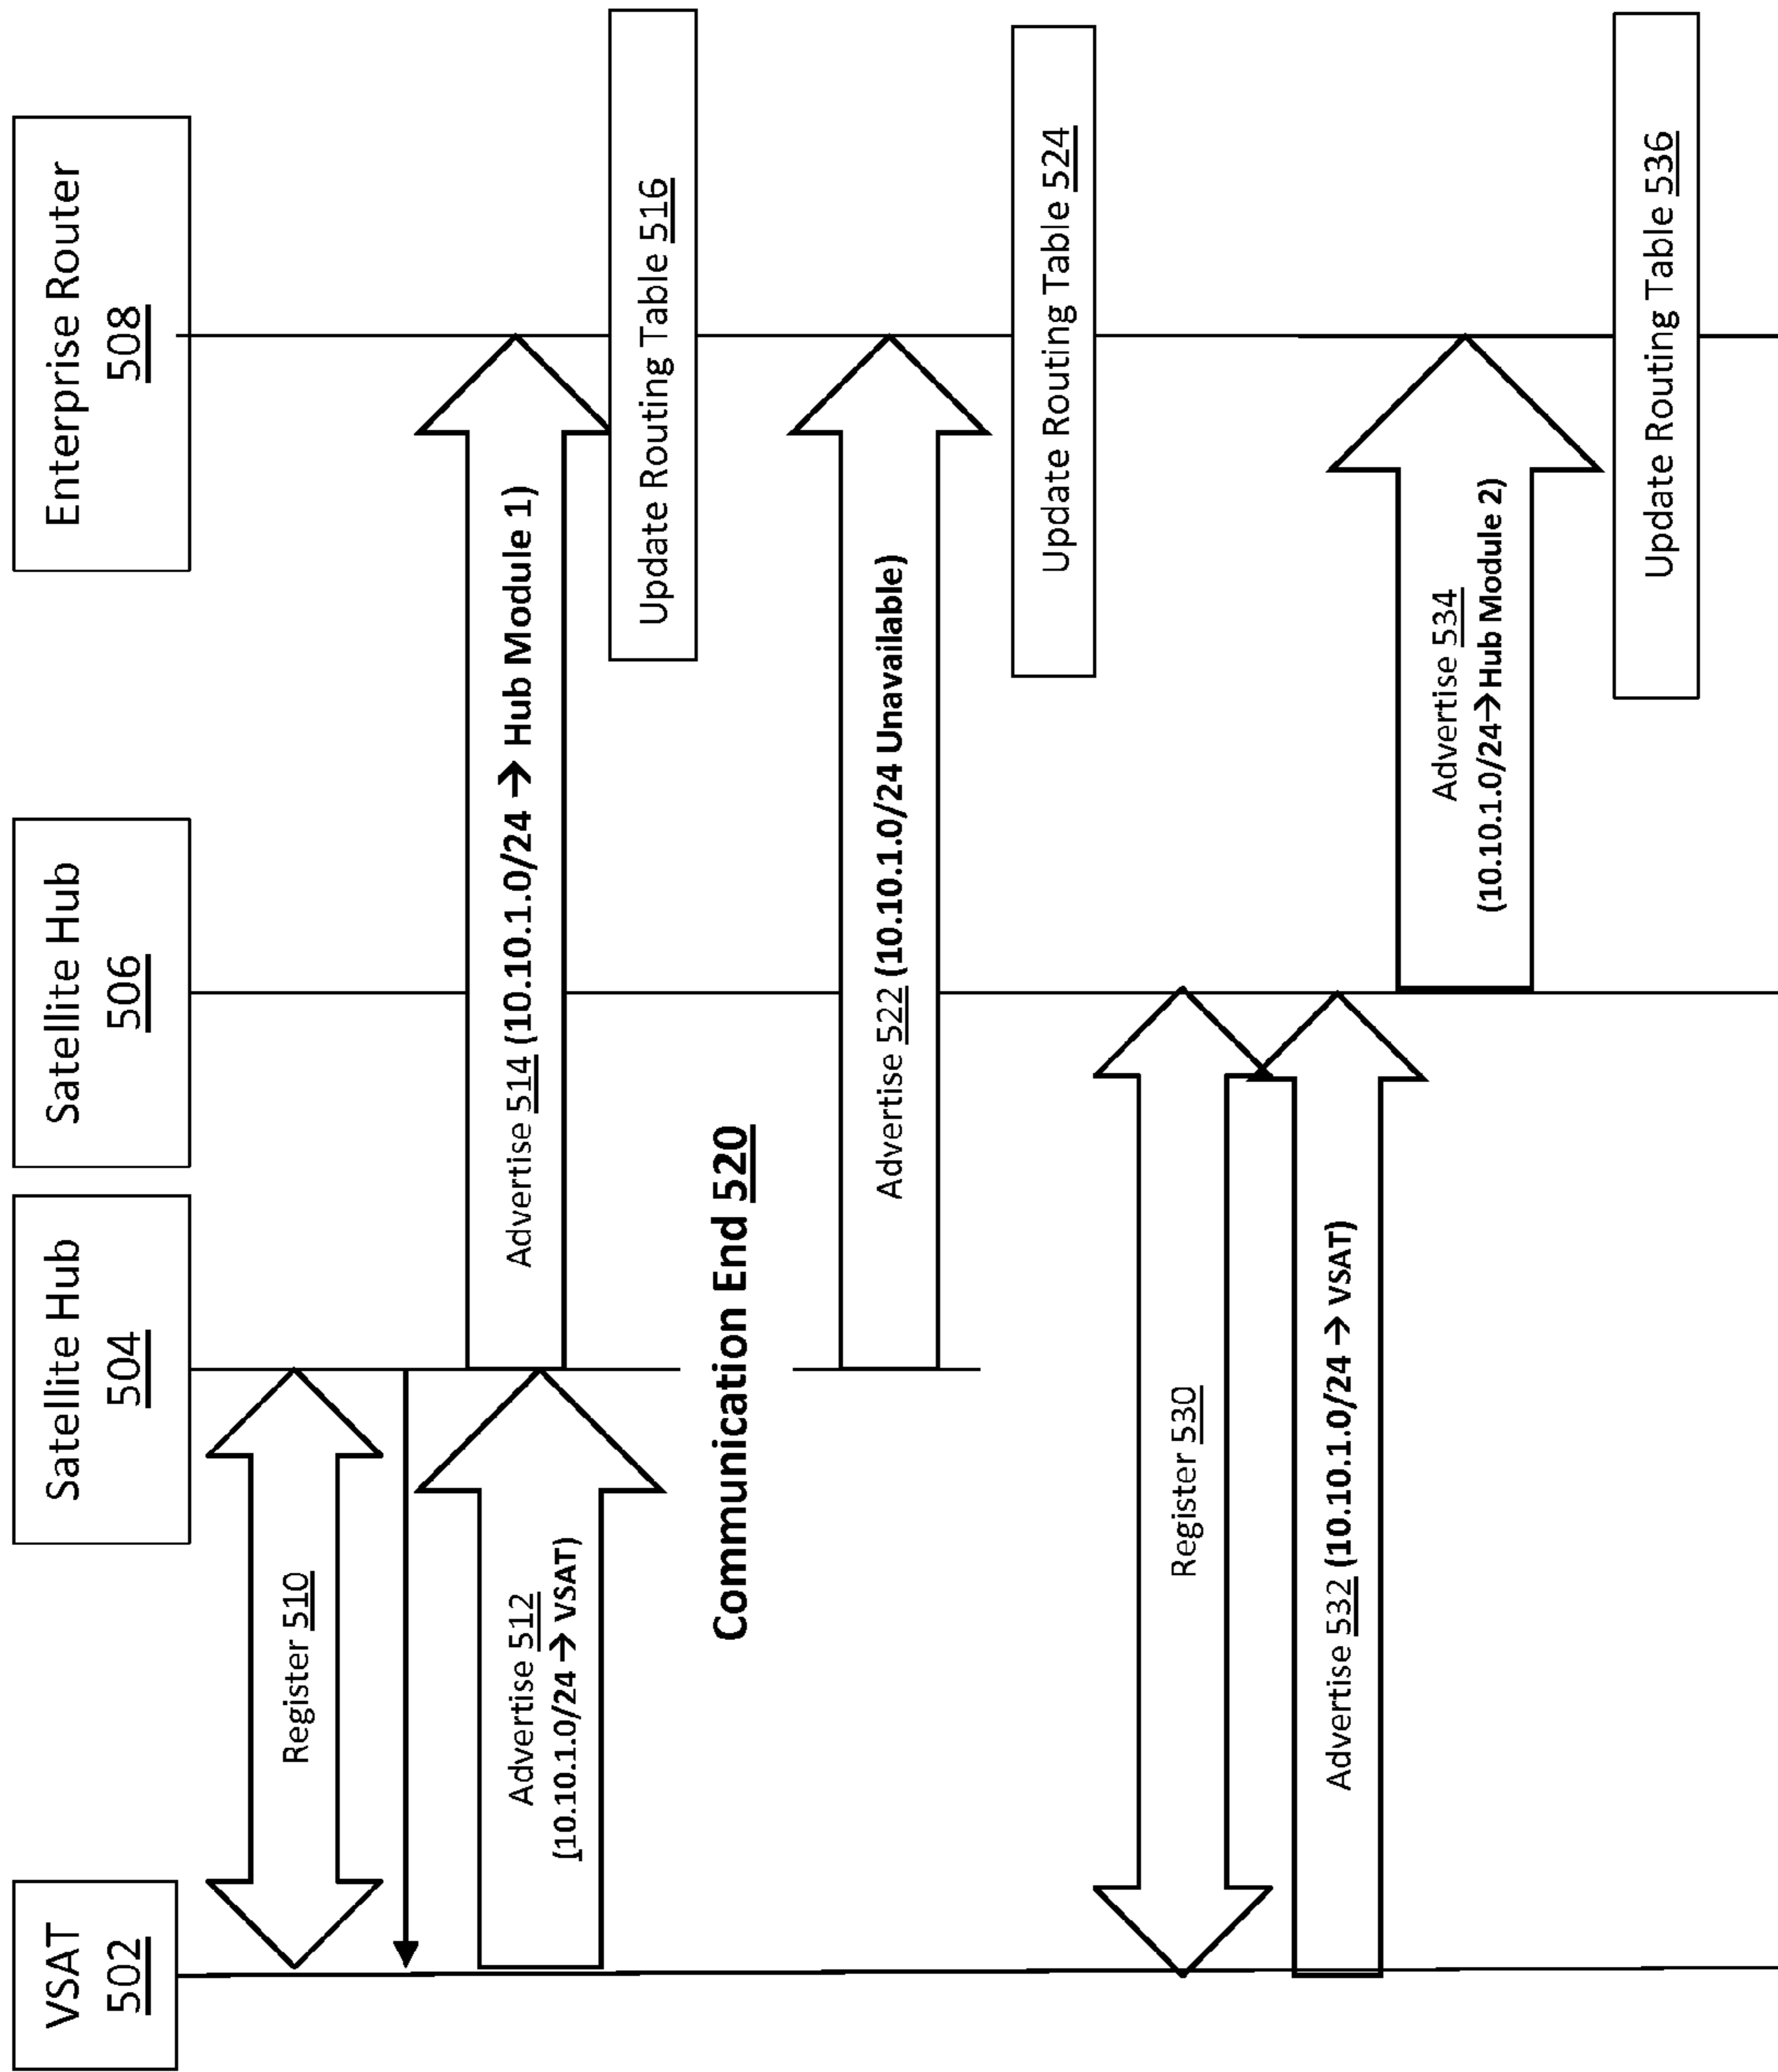 VSAT
502
Satellite Hub
504
Satellite Hub
506
Enterprise Router
508
Register 510
Advertise 512
(10.10.1.0/24 → VSAT)
Advertise 514 (10.10.1.0/24 → Hub Module 1)
Update Routing Table 516
Communication End 520
Advertise 522 (10.10.1.0/24 Unavailable)
Update Routing Table 524
Register 530
Advertise 532 (10.10.1.0/24 → VSAT)
Advertise 534
(10.10.1.0/24→Hub Module 2)
Update Routing Table 536